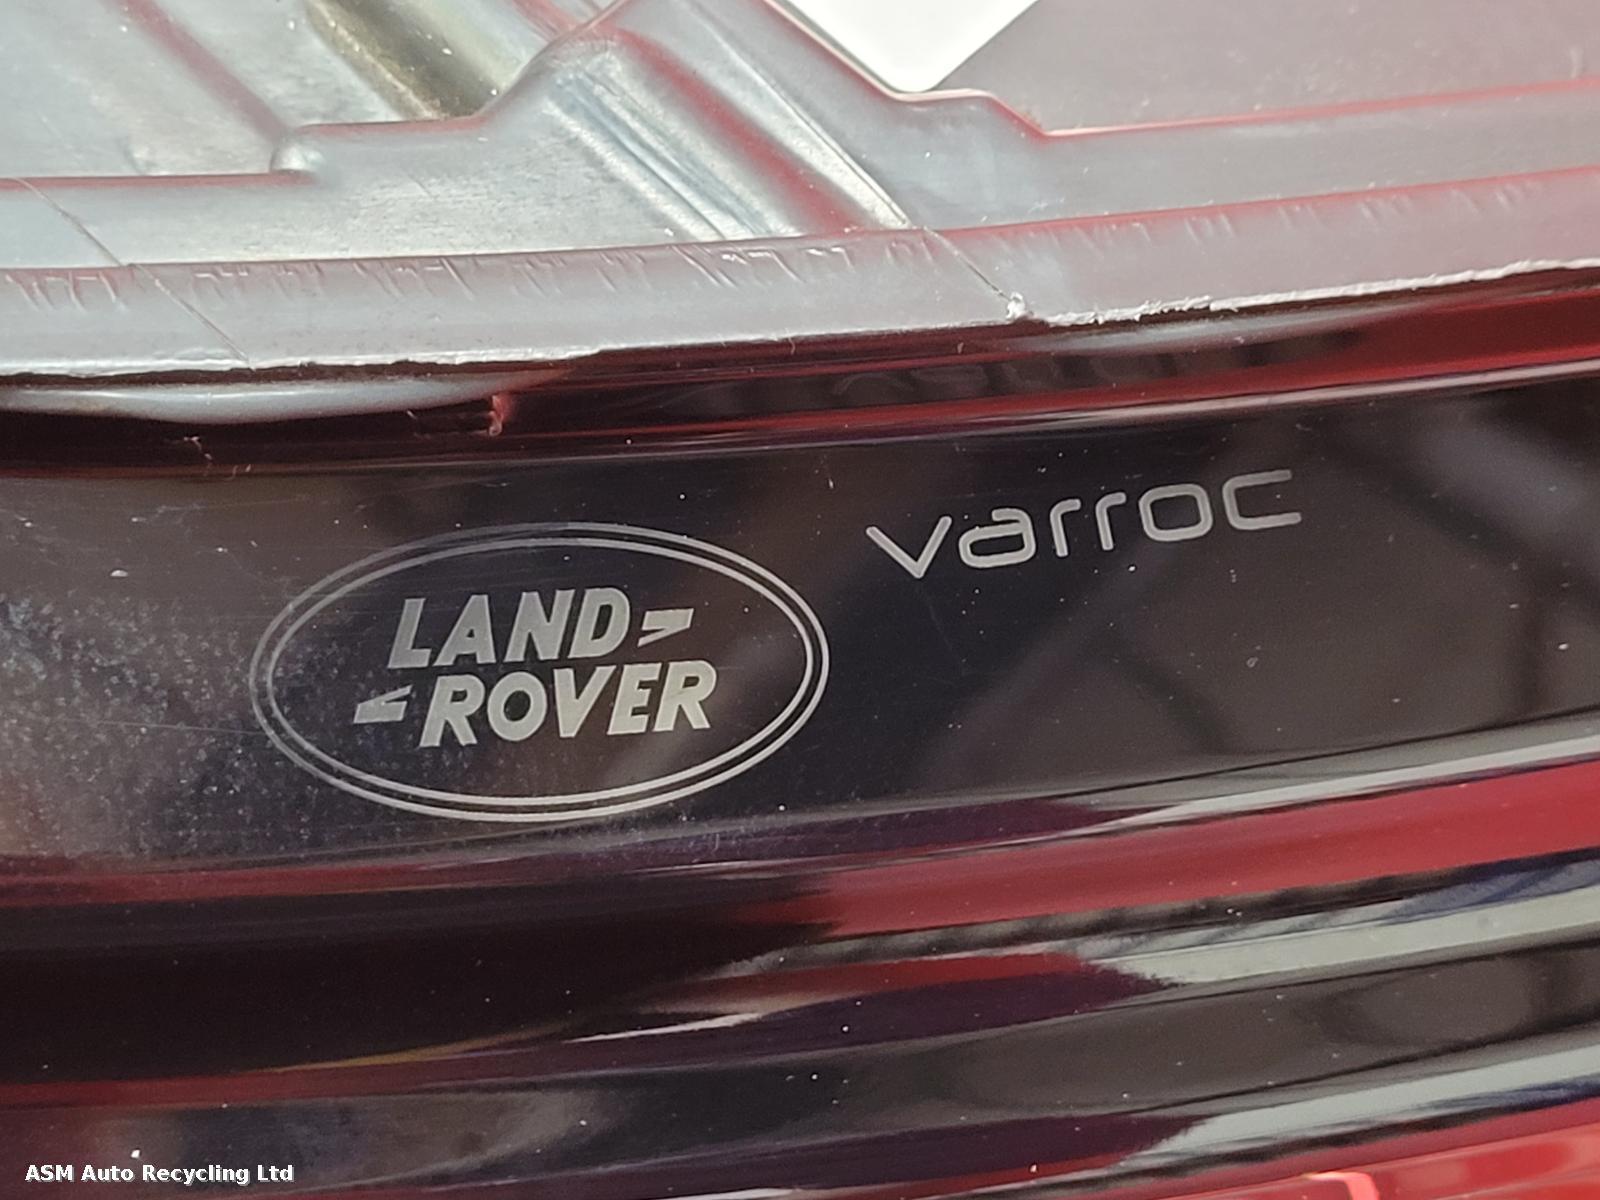 varroc
LAND
ROVER
ASM Auto Recycling Ltd